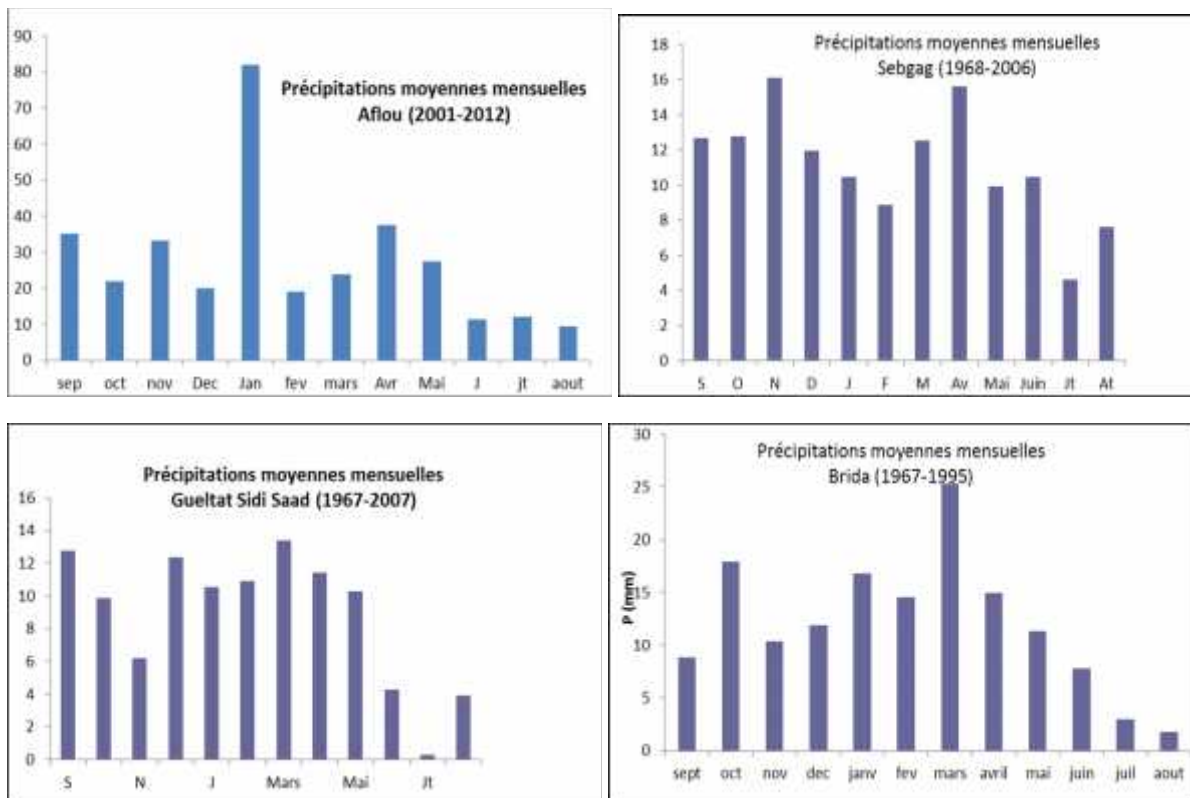 Précipitations moyennes mensuelles
Aflou (2001-2012)
90
80
70
60
50
40
30
20
10
0
sep oct nov Dec Jan fev mars Avr Mai J jt aout
Précipitations moyennes mensuelles
Sebgag (1968-2006)
18
16
14
12
10
8
6
4
2
0
S O N D J F M Av Mai Juin Jt At
Précipitations moyennes mensuelles
Gueltat Sidi Saad (1967-2007)
16
14
12
10
8
6
4
2
0
S N J Mars Mai Jt
Précipitations moyennes mensuelles
Brida (1967-1995)
P (mm)
30
25
20
15
10
5
0
sept oct nov dec janv fev mars avril mai juin juil aout